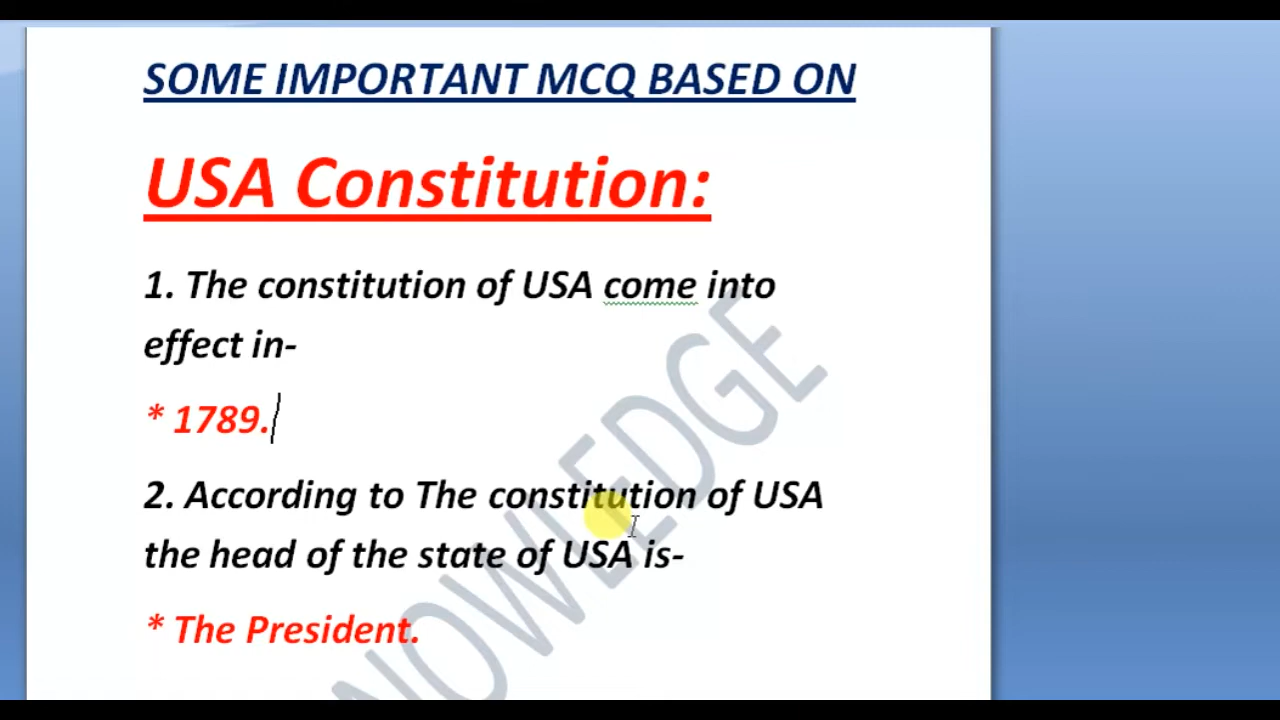 SOME IMPORTANT MCQ BASED ON
USA Constitution:
1. The constitution of USA come into
effect in-
* 1789.
2. According to The constitution of USA
the head of the state of USA is-
* The President.
KNOWLEDGE